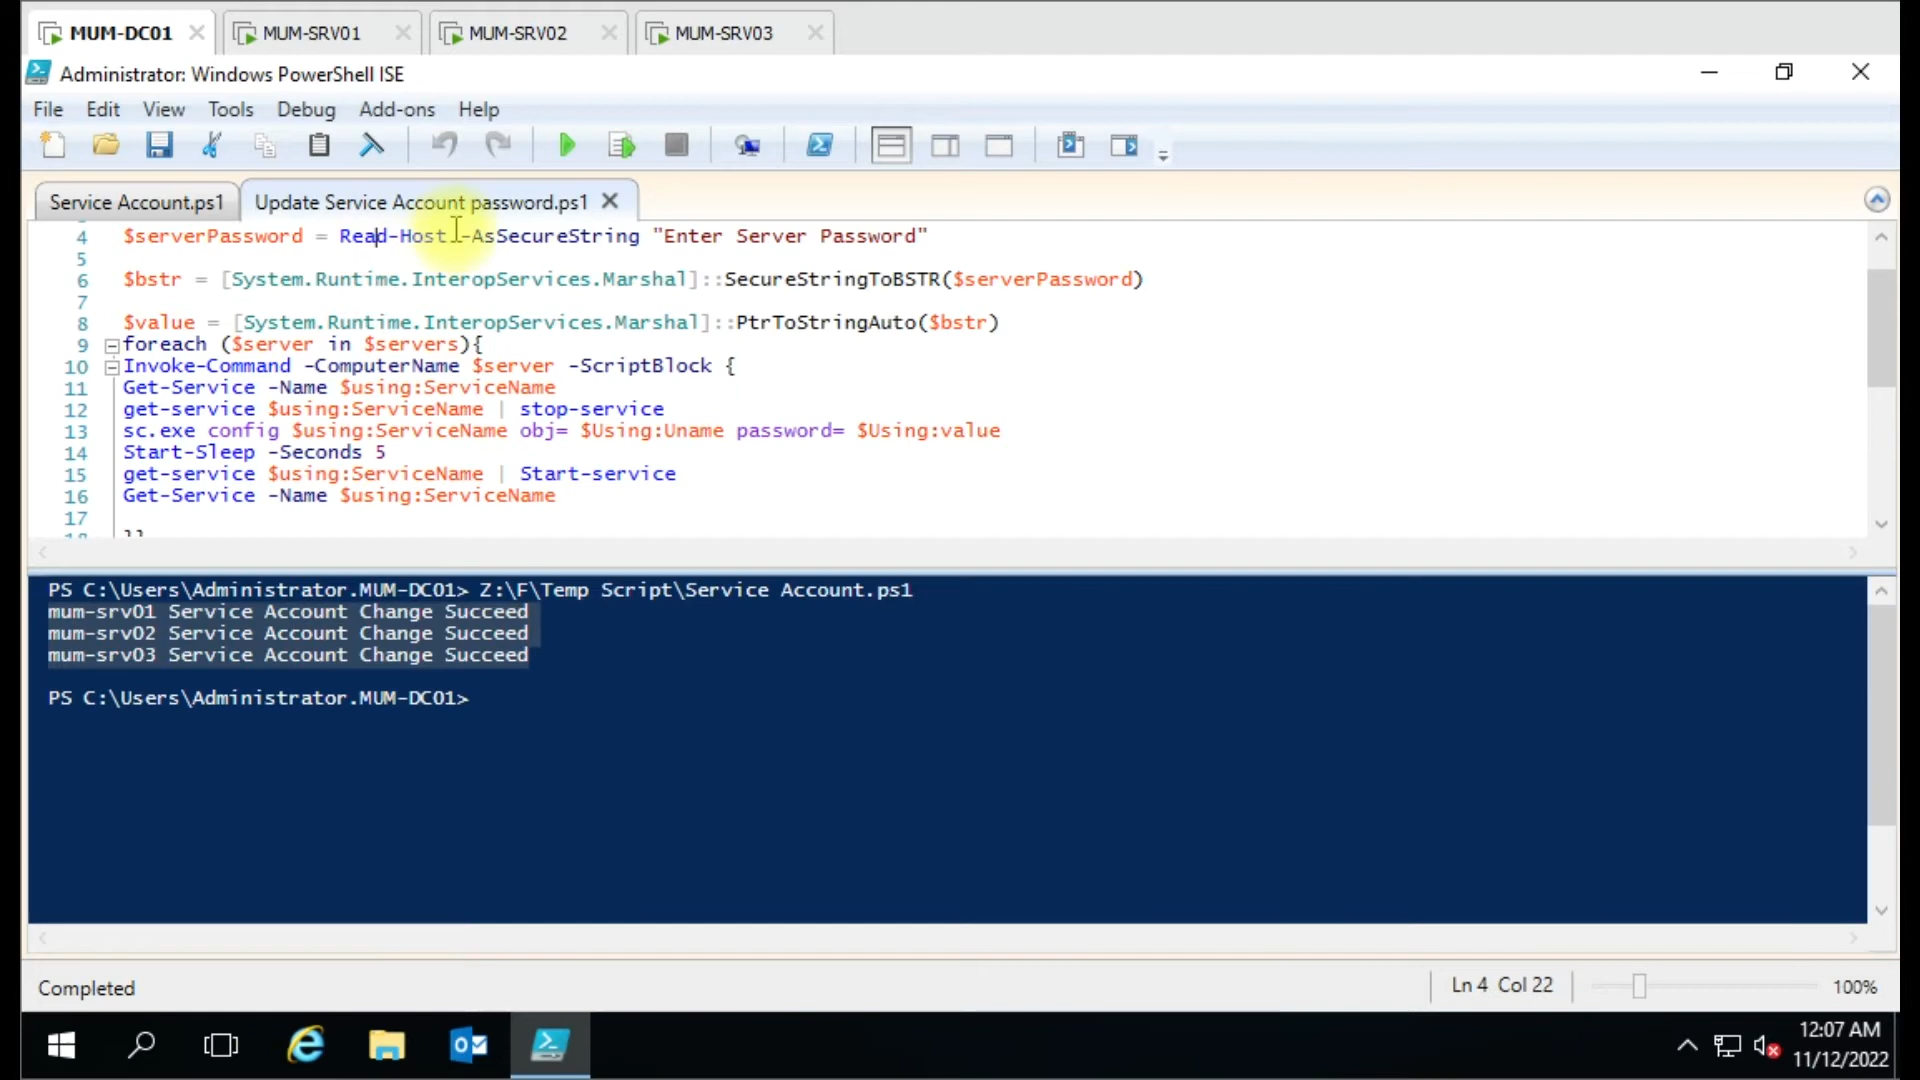 MUM-DC01 MUM-SRV01 MUM-SRV02 MUM-SRV03
Administrator: Windows PowerShell ISE
File Edit View Tools Debug Add-ons Help
Service Account.ps1 Update Service Account password.ps1
4 $serverPassword = Read-Host -AsSecureString "Enter Server Password"
5
6 $bstr = [System.Runtime.InteropServices.Marshal]::SecureStringToBSTR($serverPassword)
7
8 $value = [System.Runtime.InteropServices.Marshal]::PtrToStringAuto($bstr)
9 foreach ($server in $servers){
10 Invoke-Command -ComputerName $server -ScriptBlock {
11 Get-Service -Name $using:ServiceName
12 get-service $using:ServiceName | stop-service
13 sc.exe config $using:ServiceName obj= $Using:Uname password= $Using:value
14 Start-Sleep -Seconds 5
15 get-service $using:ServiceName | Start-service
16 Get-Service -Name $using:ServiceName
17
PS C:\Users\Administrator.MUM-DC01> Z:\F\Temp Script\Service Account.ps1
mum-srv01 Service Account Change Succeed
mum-srv02 Service Account Change Succeed
mum-srv03 Service Account Change Succeed
PS C:\Users\Administrator.MUM-DC01>
Completed Ln 4 Col 22 100%
12:07 AM
11/12/2022